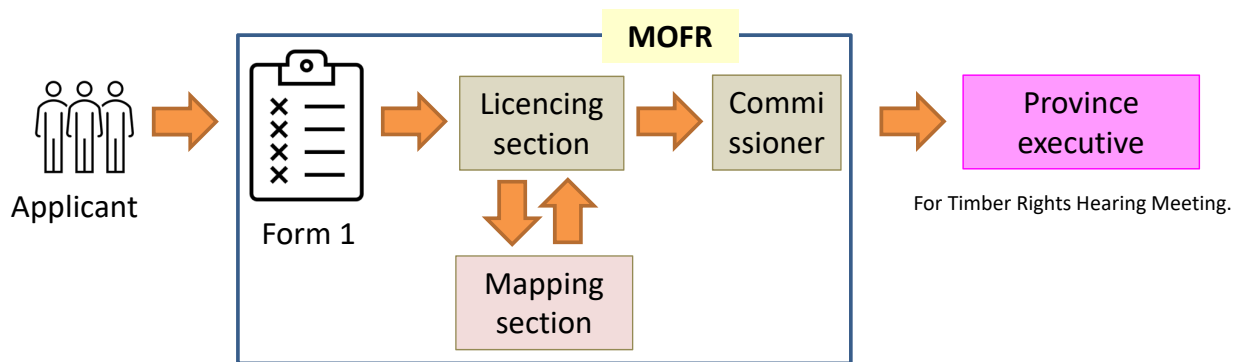 MOFR
Applicant
Form 1
Licencing
section
Mapping
section
Commi
ssioner
Province
executive
For Timber Rights Hearing Meeting.